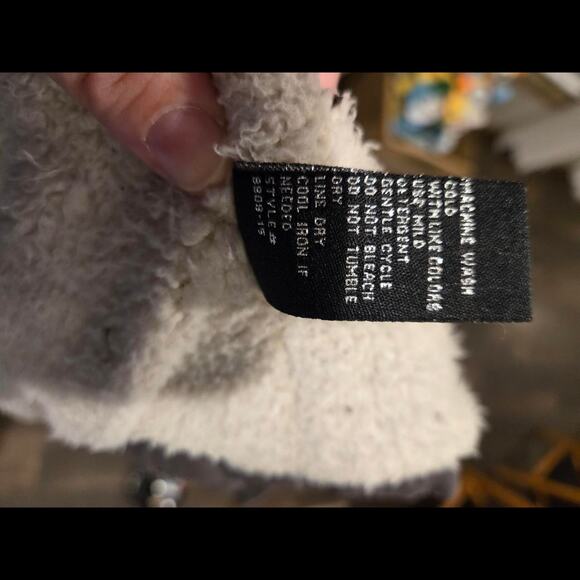 MACHINE WASH
COLD
WITH LIKE COLORS
USE MILD
DETERGENT
GENTLE CYCLE
DO NOT BLEACH
DO NOT TUMBLE
DRY
LINE DRY
COOL IRON IF
NEEDED
STYLE#